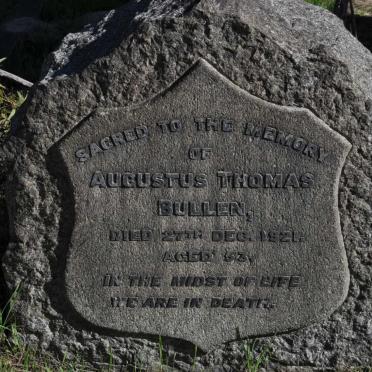 SACRED TO THE MEMORY
OF
AUGUSTUS THOMAS
BULLEN,
DIED 27TH DEC. 1921.
AGED 53,
IN THE MIDST OF LIFE
WE ARE IN DEATH.